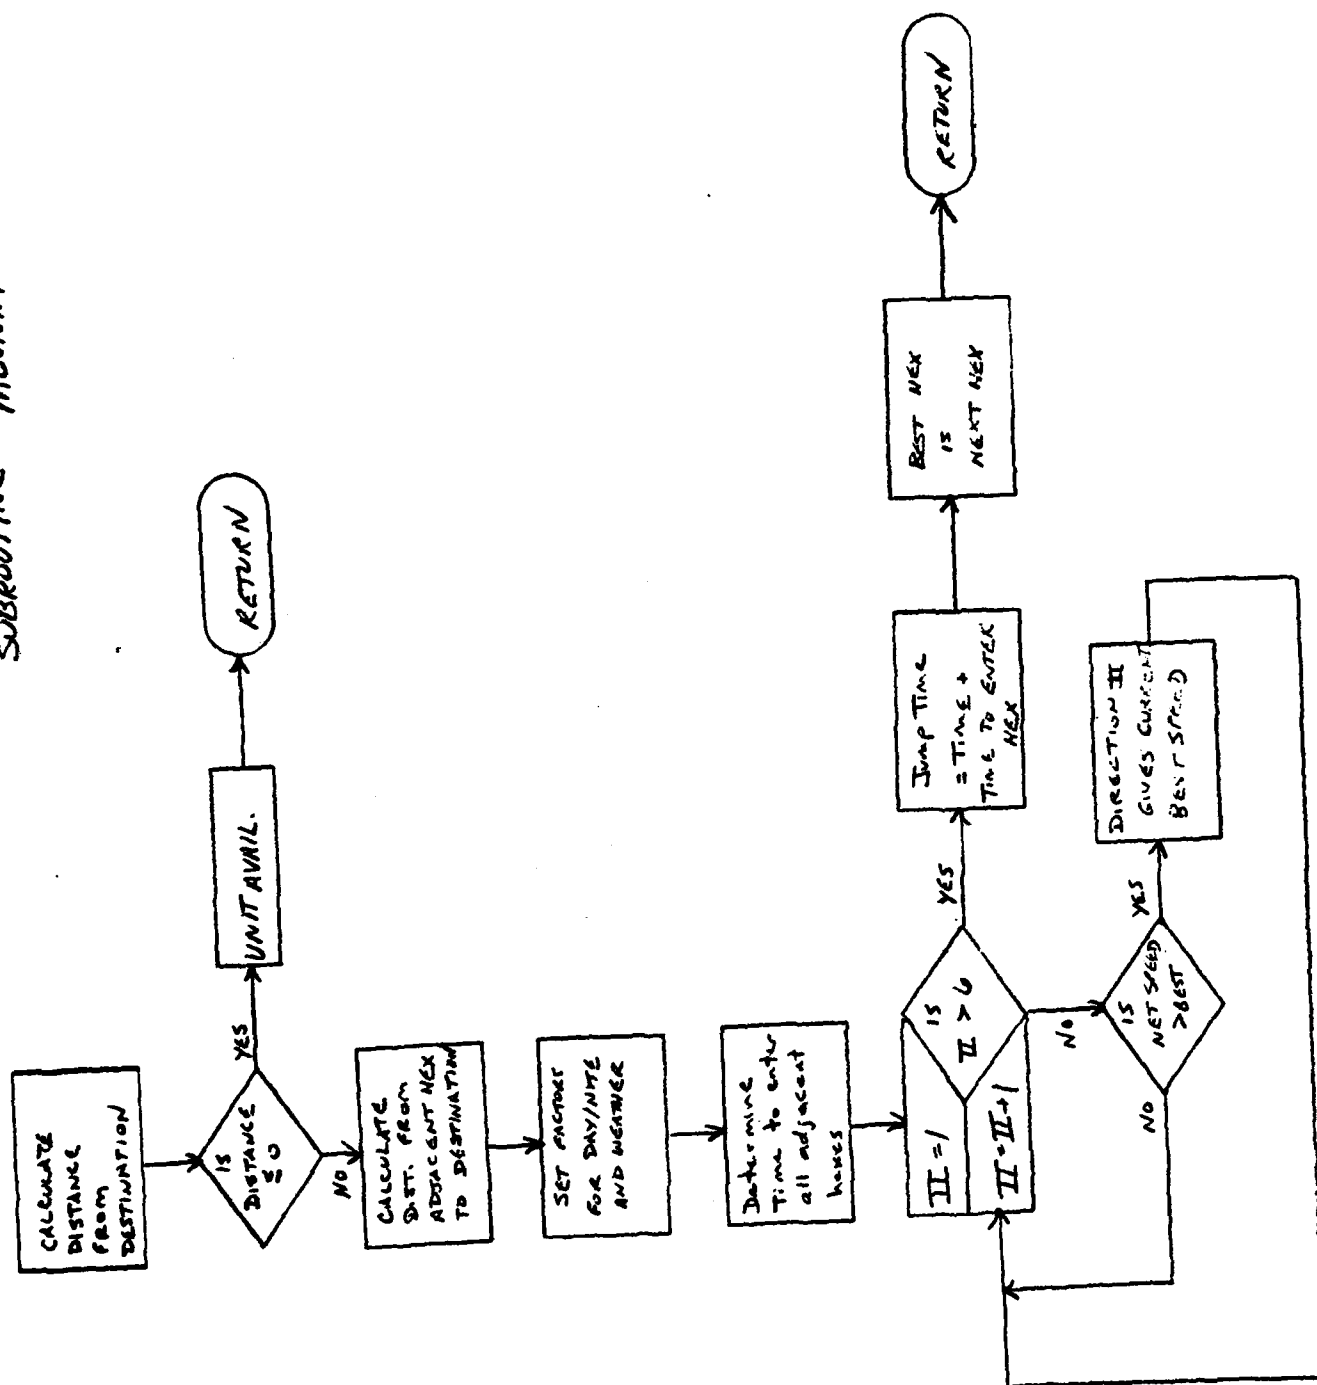 SUBROUTINE
CALCULATE
DISTANCE
FROM
DESTINATION
IS
DISTANCE
≤ 0
YES
UNIT AVAIL.
RETURN
NO
CALCULATE
DIST. FROM
ADJACENT HEX
TO DESTINATION
SET FACTORS
FOR DAY/NITE
AND WEATHER
Determine
Time to enter
all adjacent
hexes
II = 1
II = II + 1
IS
II > 6
YES
Jump Time
= Time +
Time To ENTER
HEX
BEST HEX
IS
NEXT HEX
RETURN
NO
IS
NET SPEED
> BEST
YES
DIRECTION II
GIVES CURRENT
BEST SPEED
NO